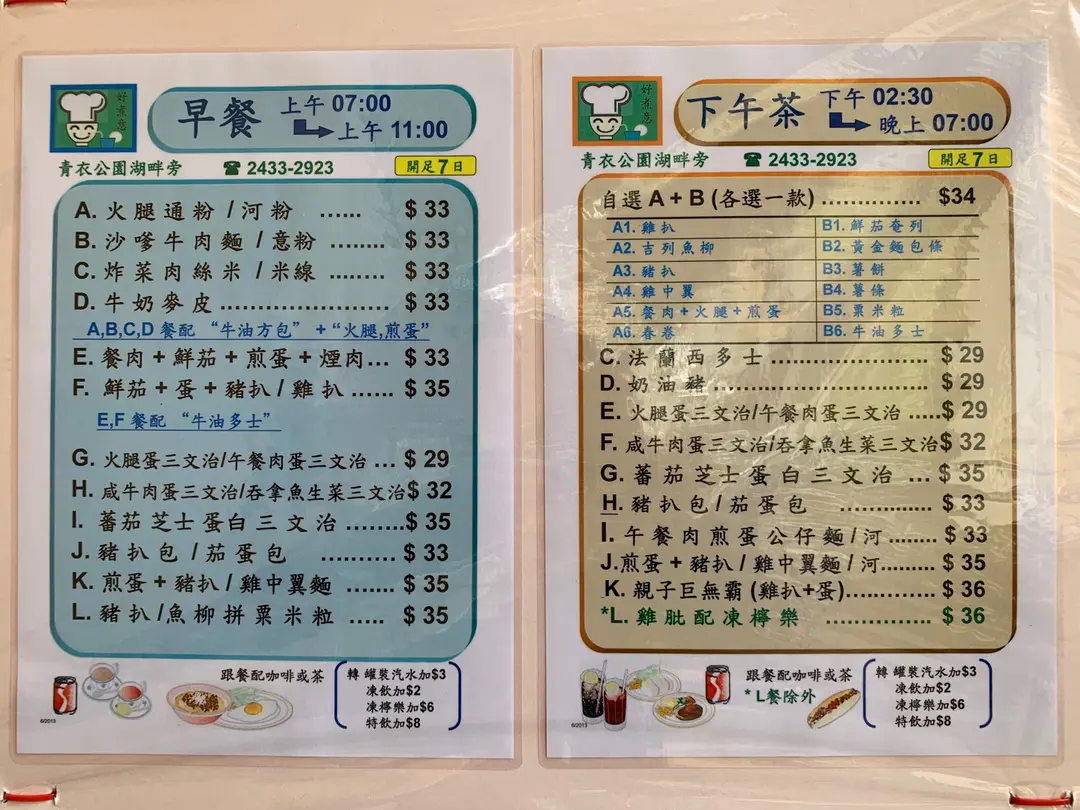 好煮意
早餐 上午 07:00
上午 11:00
青衣公園湖畔旁 ☎ 2433-2923 開足7日
A. 火腿通粉 / 河粉 ...... $ 33
B. 沙嗲牛肉麵 / 意粉 ......... $ 33
C. 炸菜肉絲米 / 米線 ......... $ 33
D. 牛奶麥皮........................ $ 33
A,B,C,D 餐配 “牛油方包” + “火腿,煎蛋”
E. 餐肉 + 鮮茄 + 煎蛋 + 煙肉... $ 33
F. 鮮茄 + 蛋 + 豬扒 / 雞扒 ...... $ 35
E,F 餐配 “牛油多士”
G. 火腿蛋三文治/午餐肉蛋三文治 ... $ 29
H. 咸牛肉蛋三文治/吞拿魚生菜三文治$ 32
I. 蕃茄芝士蛋白三文治 ........$ 35
J. 豬扒包 / 茄蛋包 ........... $ 33
K. 煎蛋 + 豬扒 / 雞中翼麵 ....... $ 35
L. 豬扒 /魚柳拼粟米粒 ..... $ 35
跟餐配咖啡或茶
轉 罐裝汽水加$3
凍飲加$2
凍檸樂加$6
特飲加$8
6/2013
好煮意
下午茶 下午 02:30
晚上 07:00
青衣公園湖畔旁 ☎ 2433-2923 開足7日
自選 A + B (各選一款) .............. $34
A1. 雞扒 B1. 鮮茄奄列
A2. 吉列魚柳 B2. 黃金麵包條
A3. 豬扒 B3. 薯餅
A4. 雞中翼 B4. 薯條
A5. 餐肉 + 火腿 + 煎蛋 B5. 粟米粒
A6. 春卷 B6. 牛油多士
C. 法蘭西多士 ...................... $ 29
D. 奶油豬.............................. $ 29
E. 火腿蛋三文治/午餐肉蛋三文治 .....$ 29
F. 咸牛肉蛋三文治/吞拿魚生菜三文治$ 32
G. 蕃茄芝士蛋白三文治 ... $ 35
H. 豬扒包 / 茄蛋包 ............. $ 33
I. 午餐肉煎蛋公仔麵 / 河........ $ 33
J.煎蛋 + 豬扒 / 雞中翼麵 / 河......... $ 35
K. 親子巨無霸 (雞扒+蛋)............. $ 36
*L. 雞肶配凍檸樂 ............... $ 36
跟餐配咖啡或茶
* L餐除外
轉 罐裝汽水加$3
凍飲加$2
凍檸樂加$6
特飲加$8
6/2013